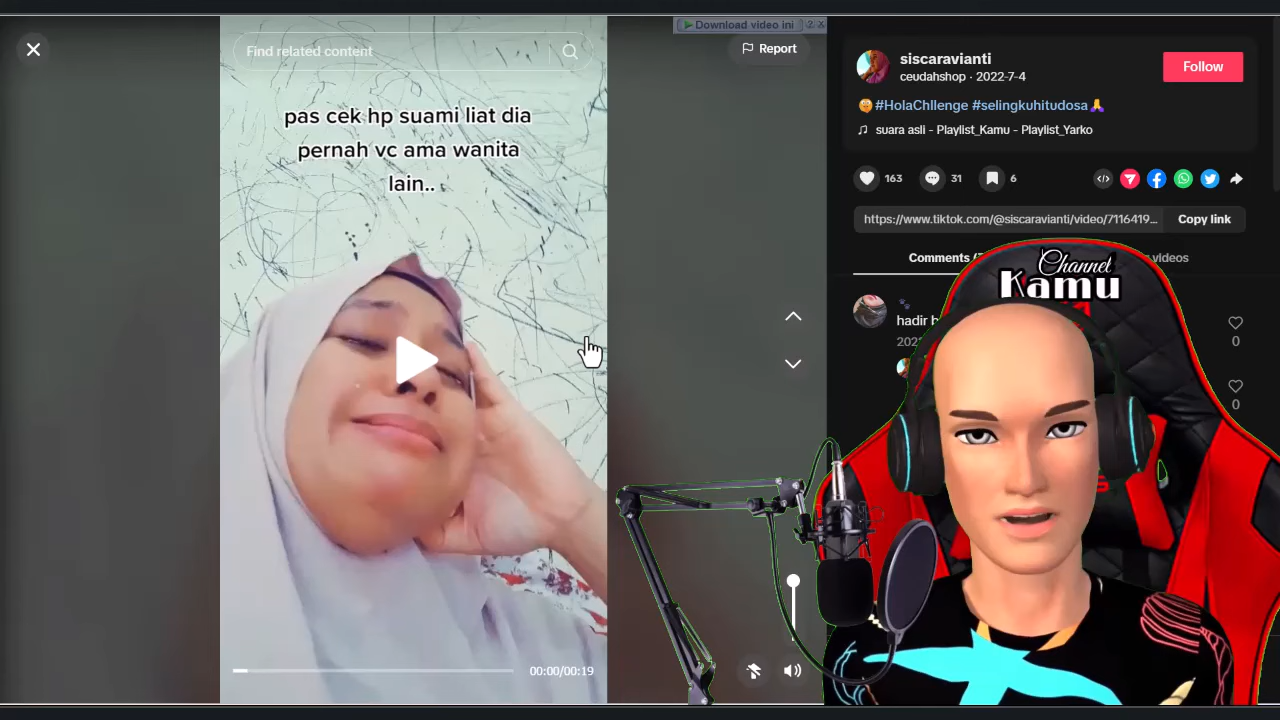 Download video ini
Find related content
Report
pas cek hp suami liat dia
pernah vc ama wanita
lain..
00:00/00:19
siscaravianti
ceudahshop · 2022-7-4
Follow
#HolaChllenge #selingkuhitudosa
suara asli - Playlist_Kamu - Playlist_Yarko
163
31
6
https://www.tiktok.com/@siscaravianti/video/7116419...
Copy link
Comments
videos
hadir
0
0
Channel
Kamu